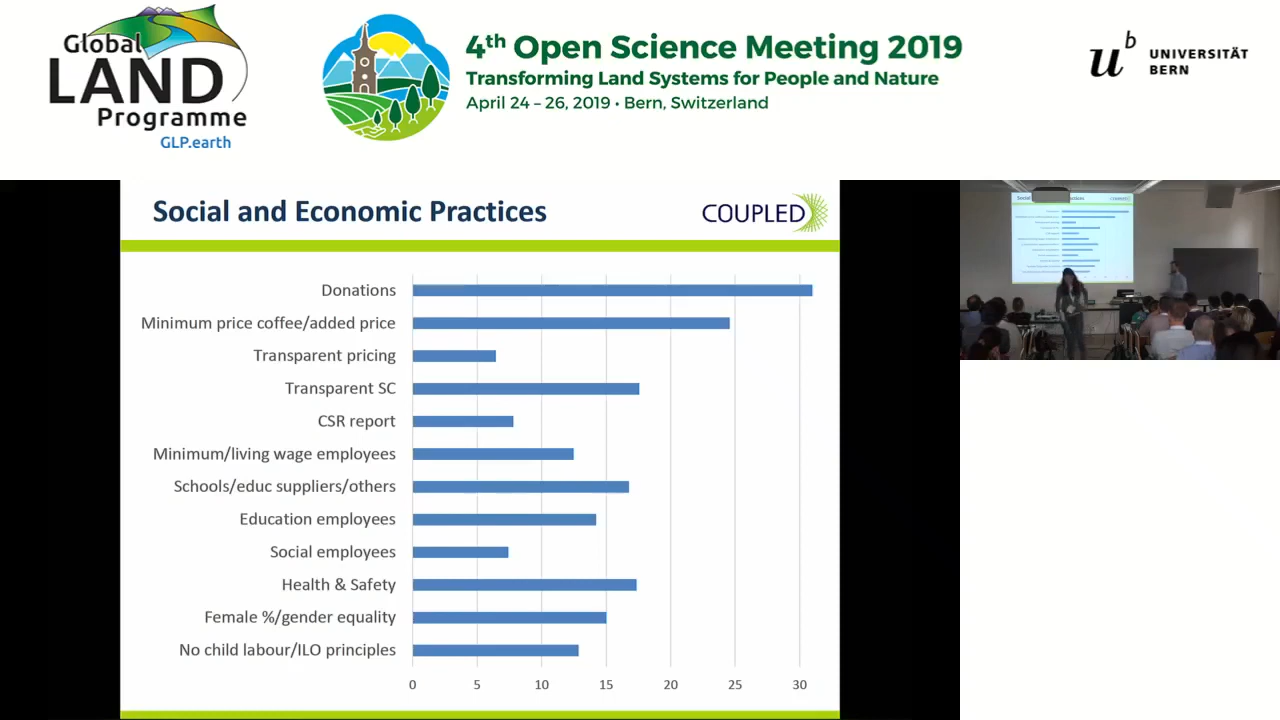 Global
LAND
Programme
GLP.earth
4th Open Science Meeting 2019
Transforming Land Systems for People and Nature
April 24 – 26, 2019 • Bern, Switzerland
u b
UNIVERSITÄT
BERN
Social and Economic Practices
COUPLED
Donations
Minimum price coffee/added price
Transparent pricing
Transparent SC
CSR report
Minimum/living wage employees
Schools/educ suppliers/others
Education employees
Social employees
Health & Safety
Female %/gender equality
No child labour/ILO principles
0 5 10 15 20 25 30